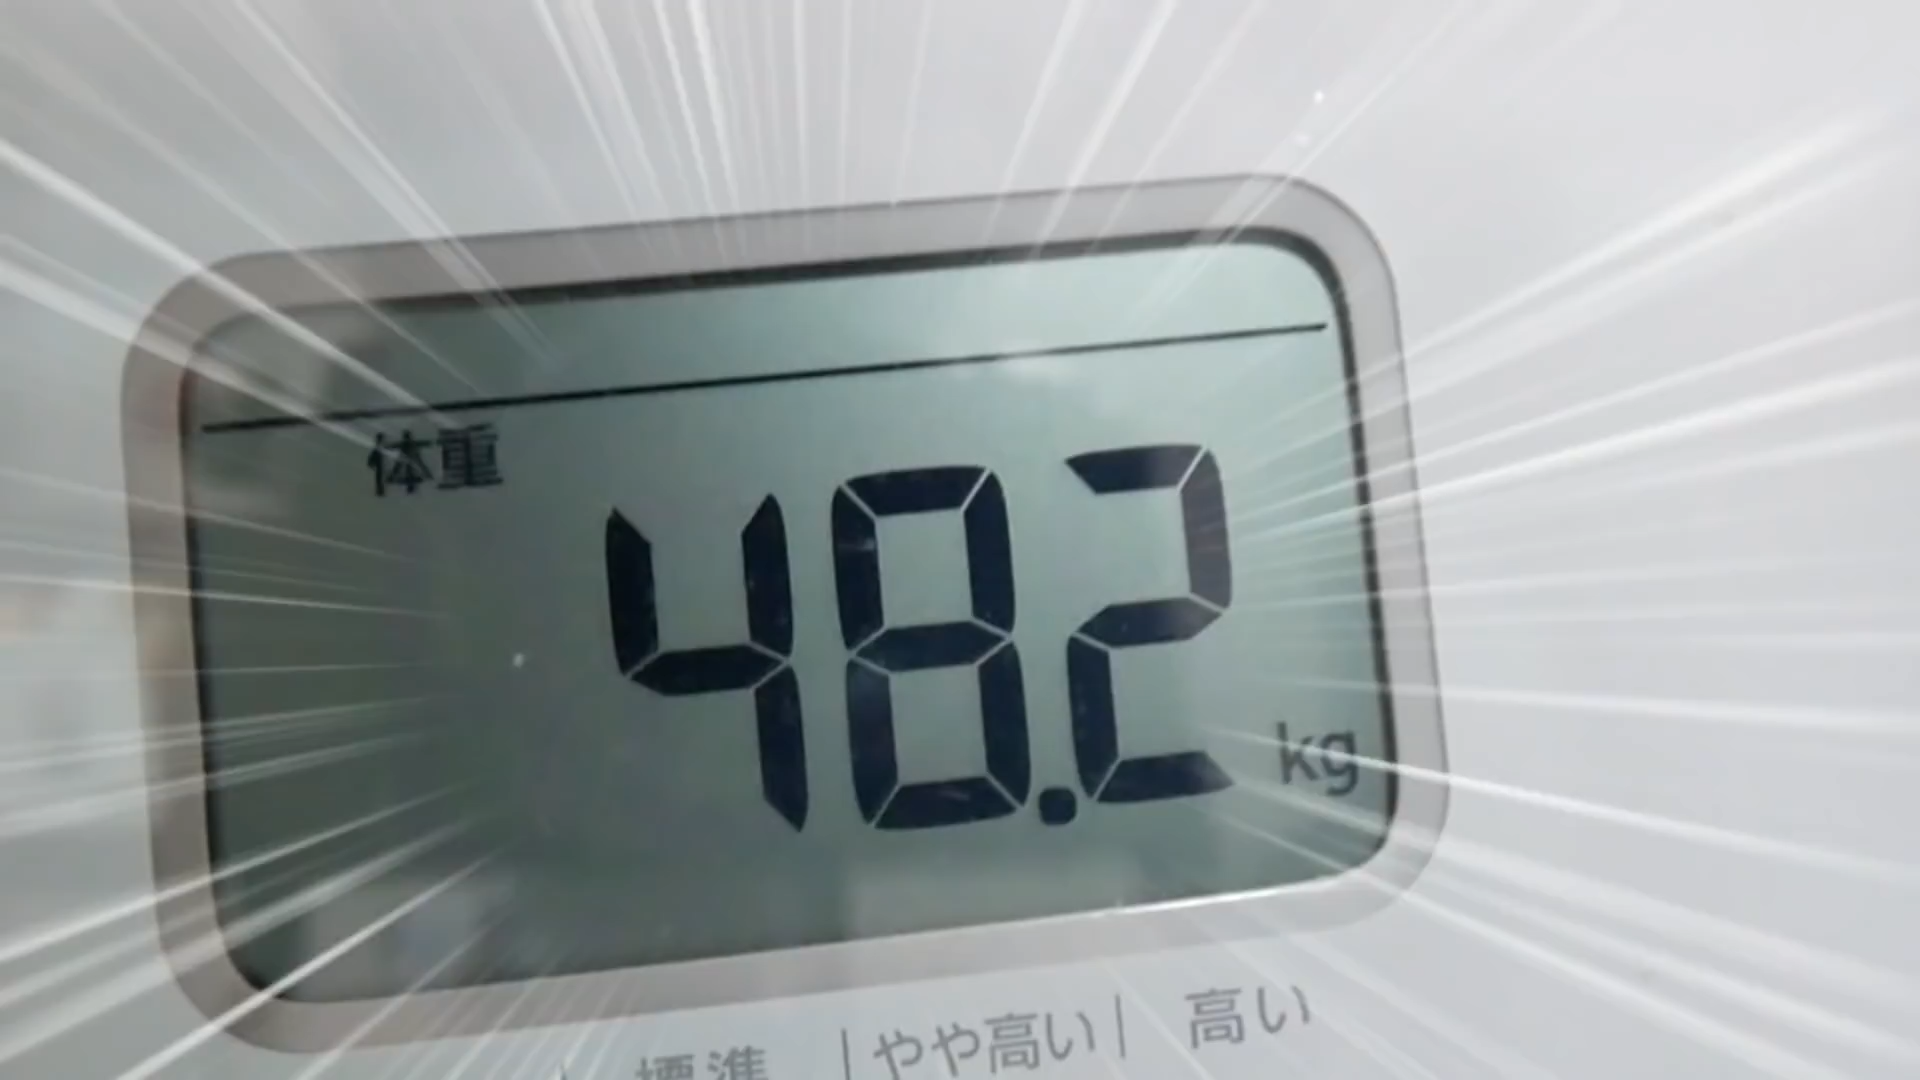 体重
48.2 kg
標準 | やや高い | 高い